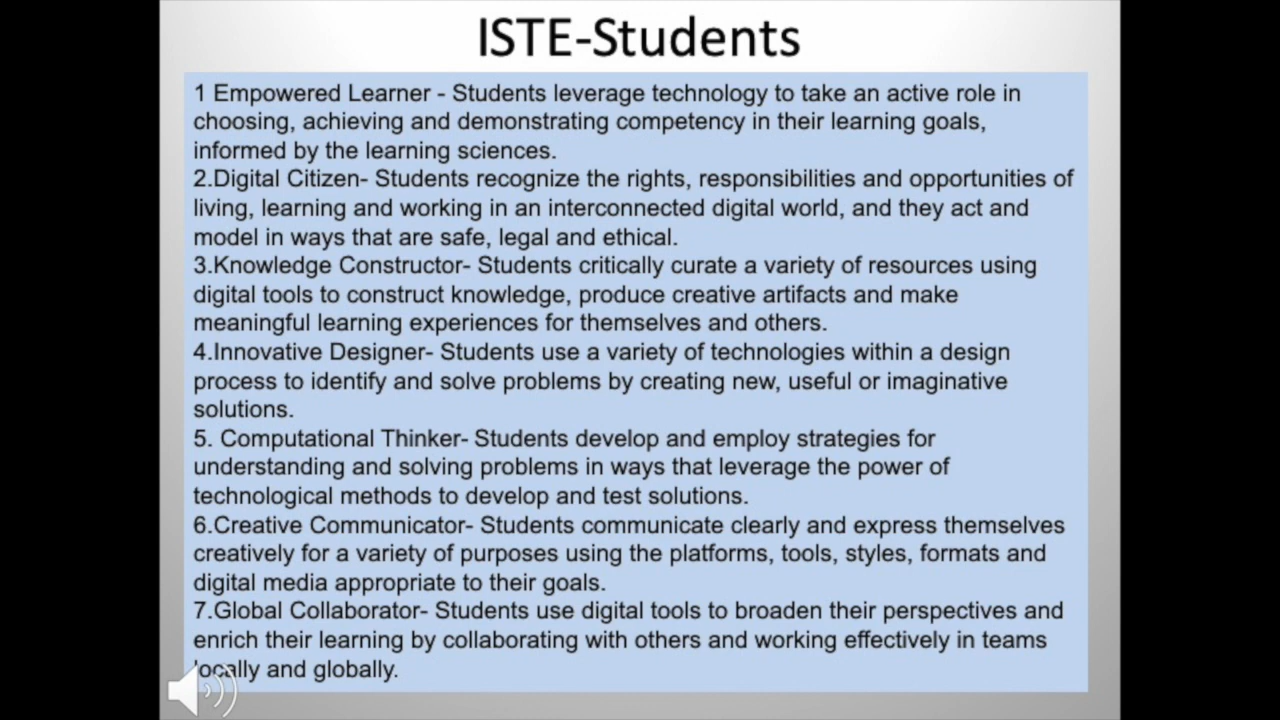 ISTE-Students
1 Empowered Learner - Students leverage technology to take an active role in
choosing, achieving and demonstrating competency in their learning goals,
informed by the learning sciences.
2.Digital Citizen- Students recognize the rights, responsibilities and opportunities of
living, learning and working in an interconnected digital world, and they act and
model in ways that are safe, legal and ethical.
3.Knowledge Constructor- Students critically curate a variety of resources using
digital tools to construct knowledge, produce creative artifacts and make
meaningful learning experiences for themselves and others.
4.Innovative Designer- Students use a variety of technologies within a design
process to identify and solve problems by creating new, useful or imaginative
solutions.
5. Computational Thinker- Students develop and employ strategies for
understanding and solving problems in ways that leverage the power of
technological methods to develop and test solutions.
6.Creative Communicator- Students communicate clearly and express themselves
creatively for a variety of purposes using the platforms, tools, styles, formats and
digital media appropriate to their goals.
7.Global Collaborator- Students use digital tools to broaden their perspectives and
enrich their learning by collaborating with others and working effectively in teams
locally and globally.